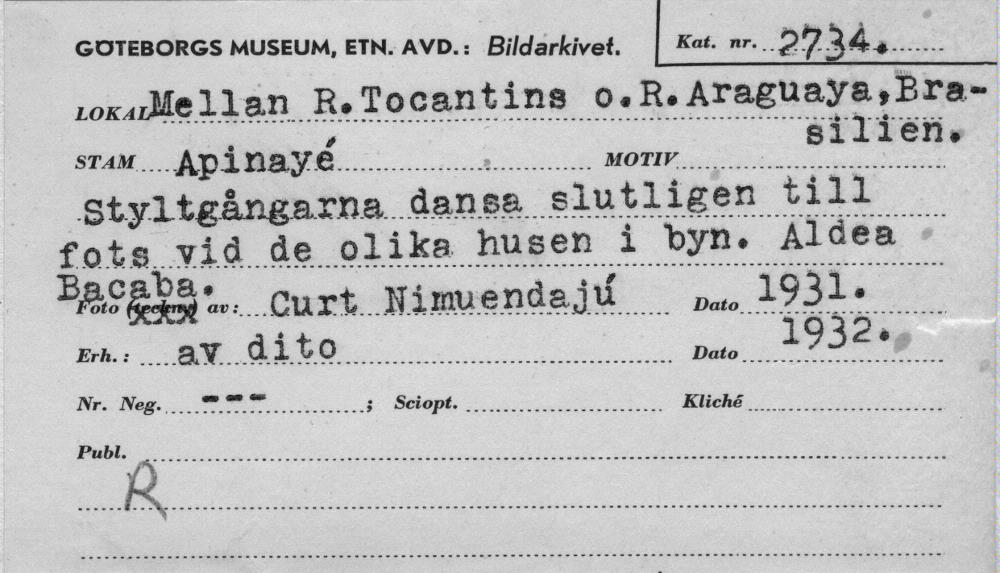 GÖTEBORGS MUSEUM, ETN. AVD.: Bildarkivet.
Kat. nr. 2734.
LOKAL Mellan R.Tocantins o.R.Araguaya,Bra-
silien.
STAM Apinayé MOTIV
Styltgångarna dansa slutligen till
fots vid de olika husen i byn. Aldea
Bacaba.
Foto (teckng) av: Curt Nimuendajú Dato 1931.
Erh.: av dito Dato 1932.
Nr. Neg. --- ; Sciopt. Kliché
Publ.
R